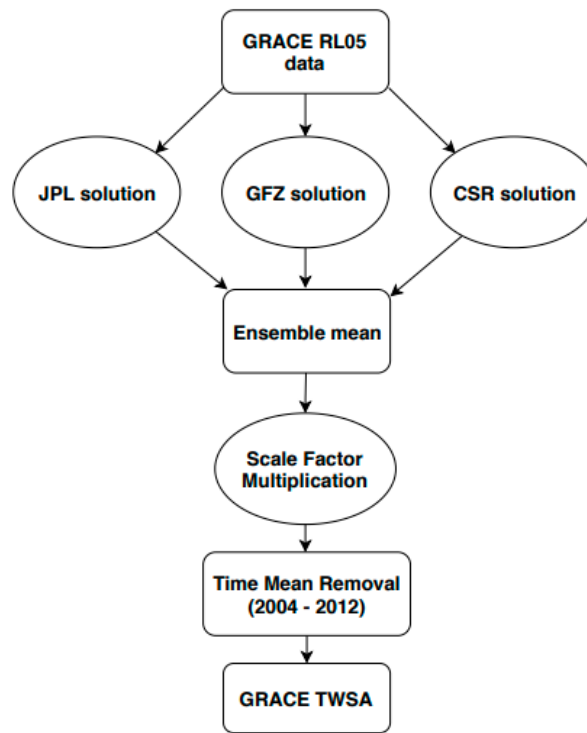 GRACE RL05
data
JPL solution
GFZ solution
CSR solution
Ensemble mean
Scale Factor
Multiplication
Time Mean Removal
(2004 - 2012)
GRACE TWSA